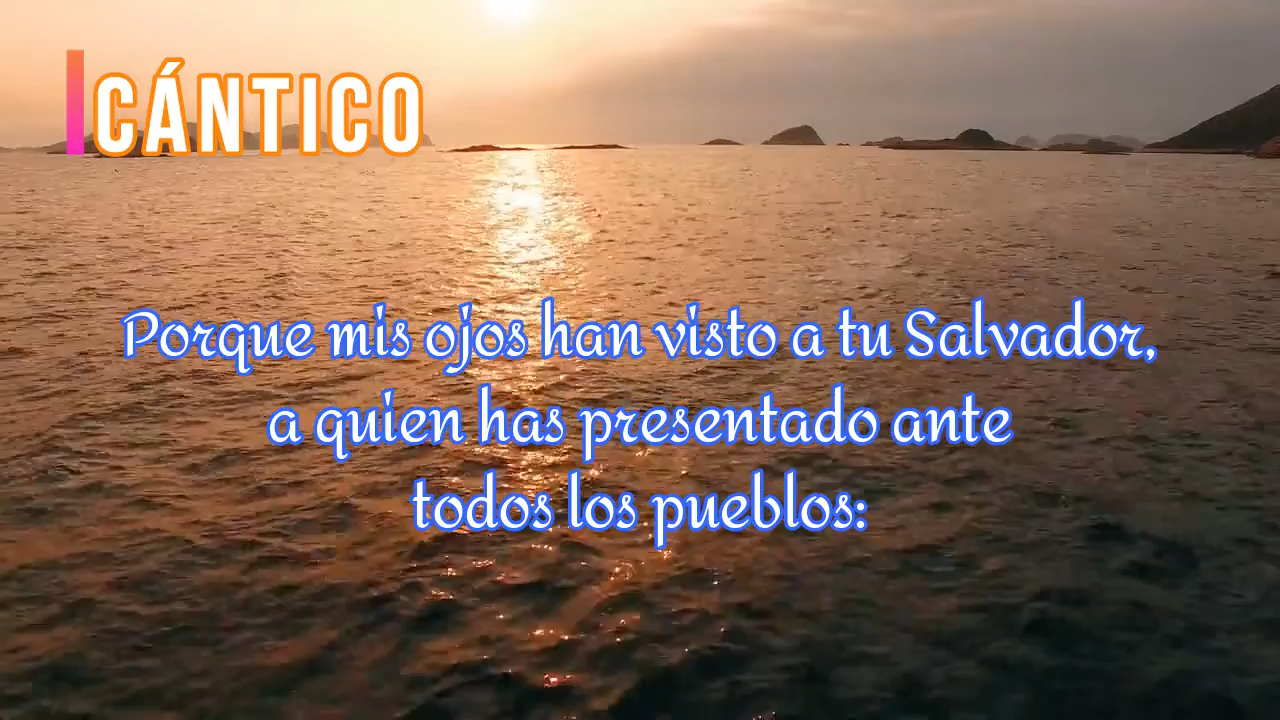 CÁNTICO
Porque mis ojos han visto a tu Salvador,
a quien has presentado ante
todos los pueblos: